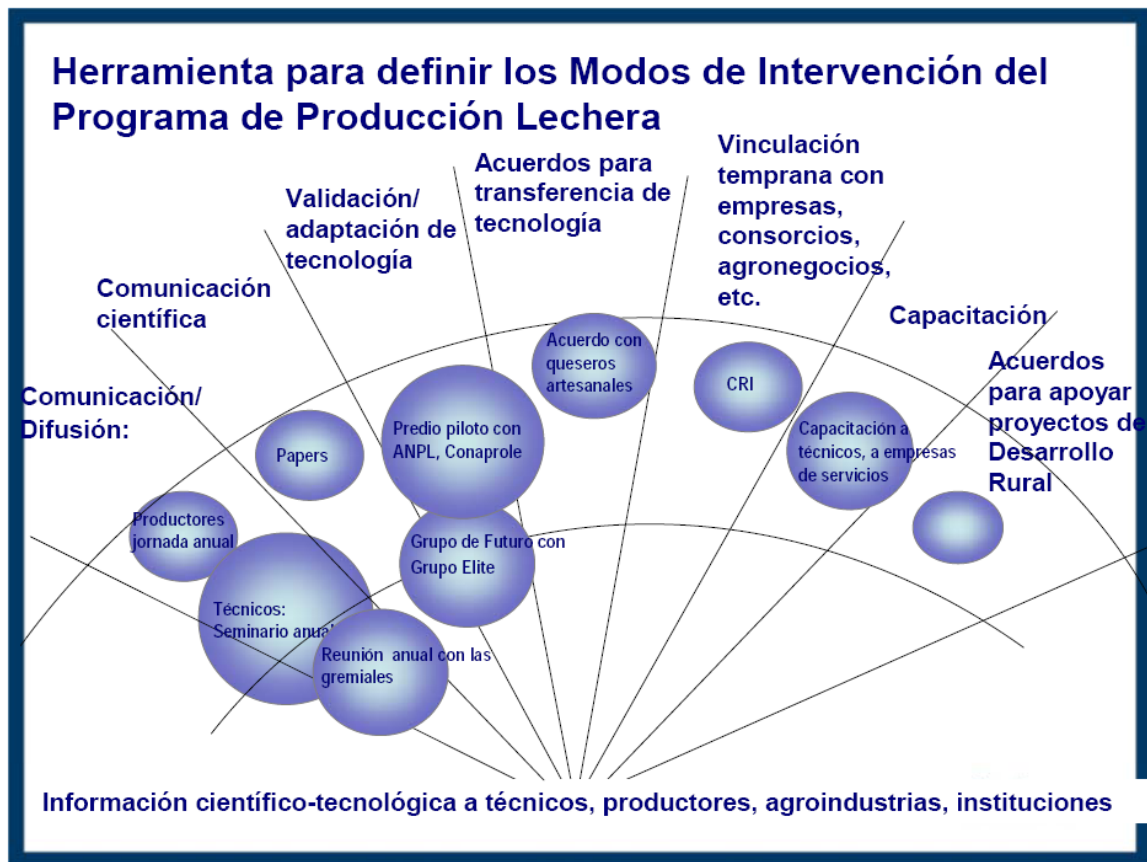 Herramienta para definir los Modos de Intervención del
Programa de Producción Lechera
Comunicación/
Difusión:
Comunicación
científica
Validación/
adaptación de
tecnología
Acuerdos para
transferencia de
tecnología
Vinculación
temprana con
empresas,
consorcios,
agronegocios,
etc.
Capacitación
Acuerdos
para apoyar
proyectos de
Desarrollo
Rural
Productores
jornada anual
Técnicos:
Seminario anual
Reunión anual con las
gremiales
Papers
Predio piloto con
ANPL, Conaprole
Grupo de Futuro con
Grupo Elite
Acuerdo con
queseros
artesanales
CRI
Capacitación a
técnicos, a empresas
de servicios
Información científico-tecnológica a técnicos, productores, agroindustrias, instituciones